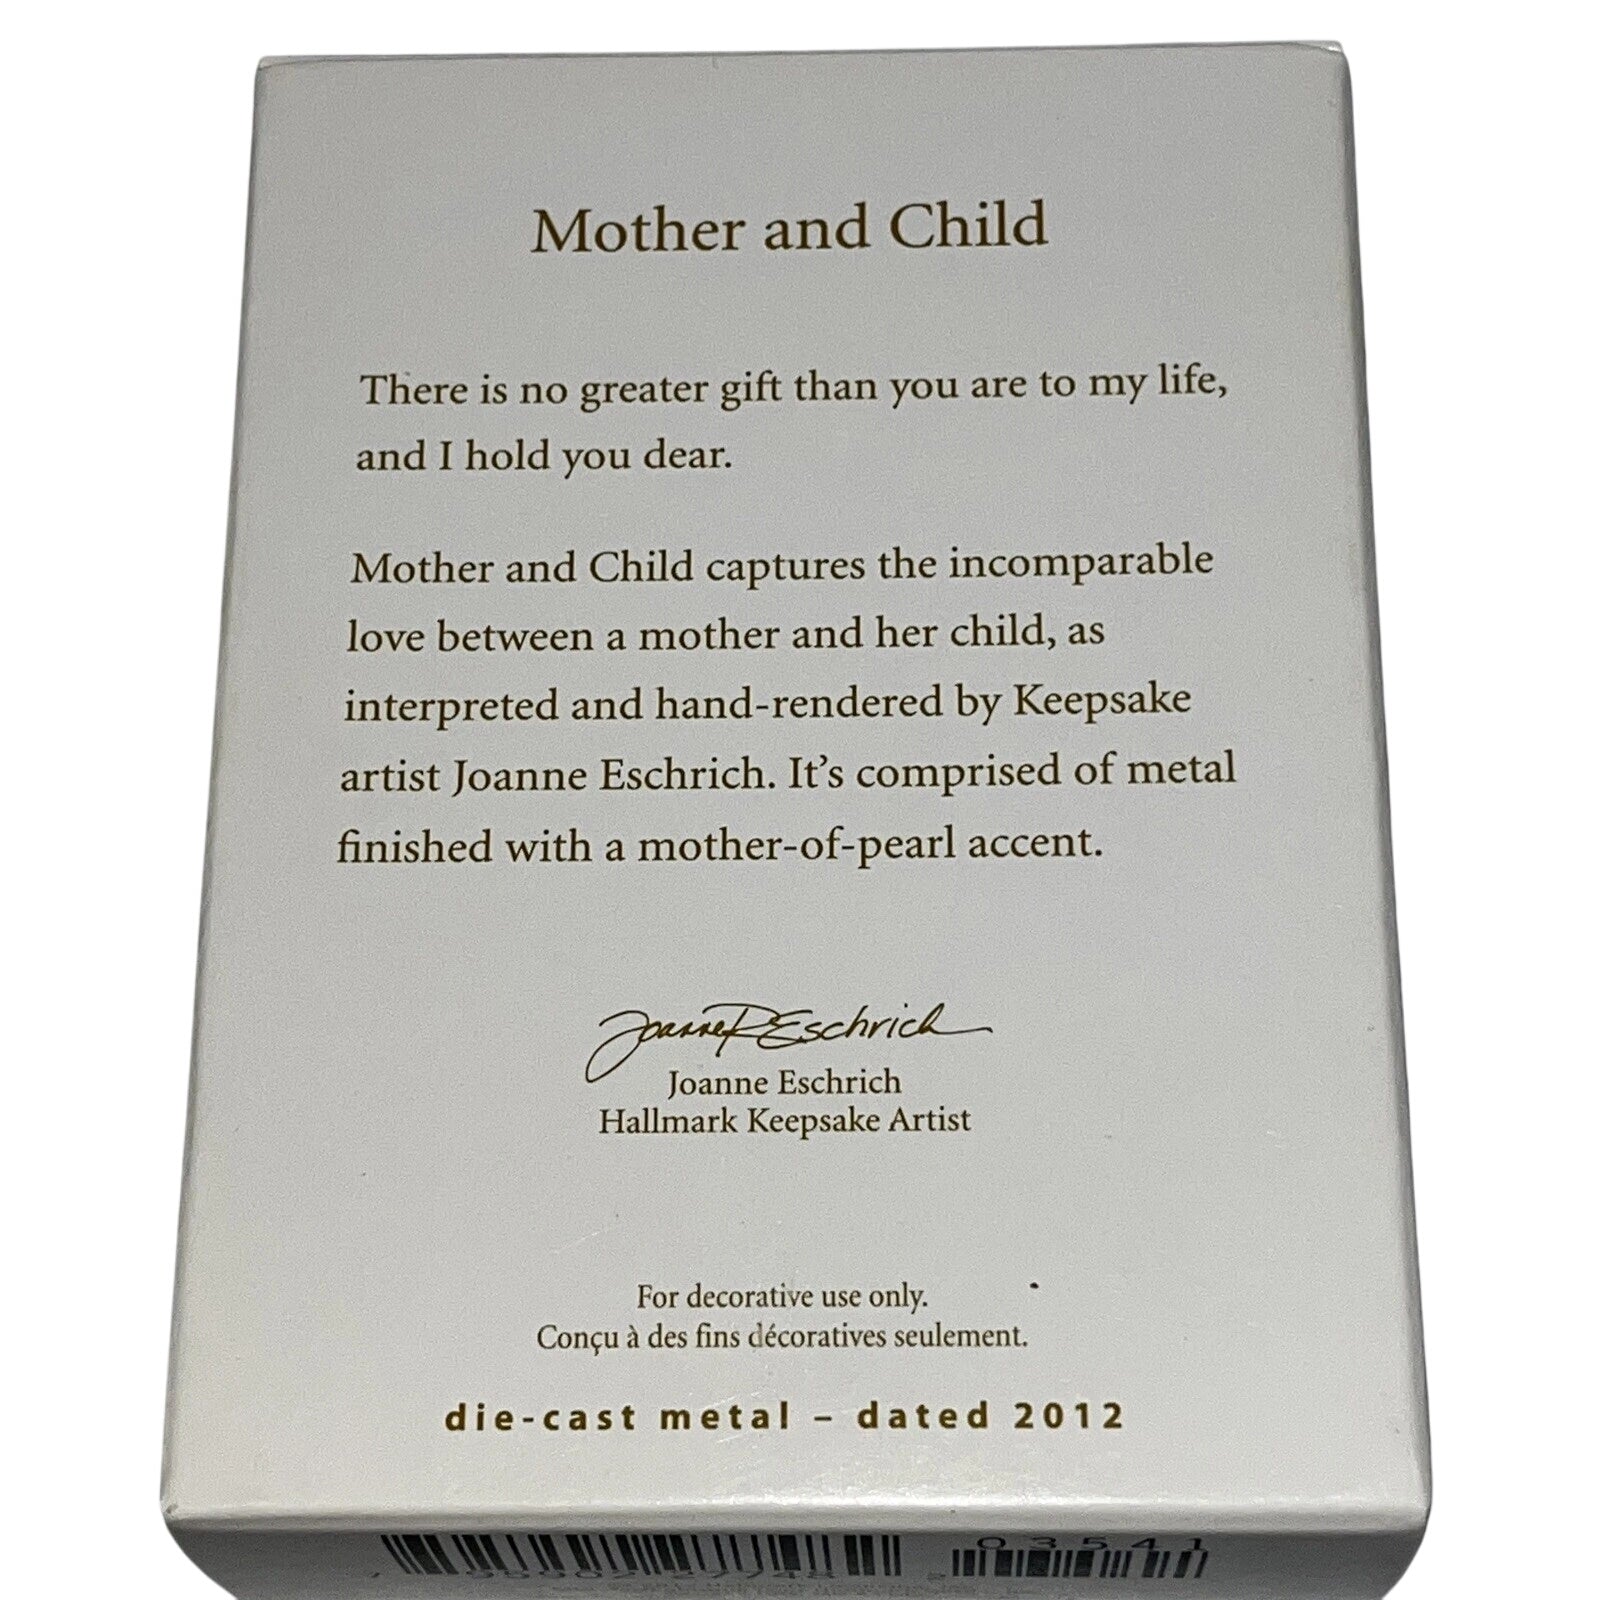 Mother and Child
There is no greater gift than you are to my life,
and I hold you dear.
Mother and Child captures the incomparable
love between a mother and her child, as
interpreted and hand-rendered by Keepsake
artist Joanne Eschrich. It's comprised of metal
finished with a mother-of-pearl accent.
Joanne R Eschrich
Joanne Eschrich
Hallmark Keepsake Artist
For decorative use only.
Conçu à des fins décoratives seulement.
die-cast metal – dated 2012
03541